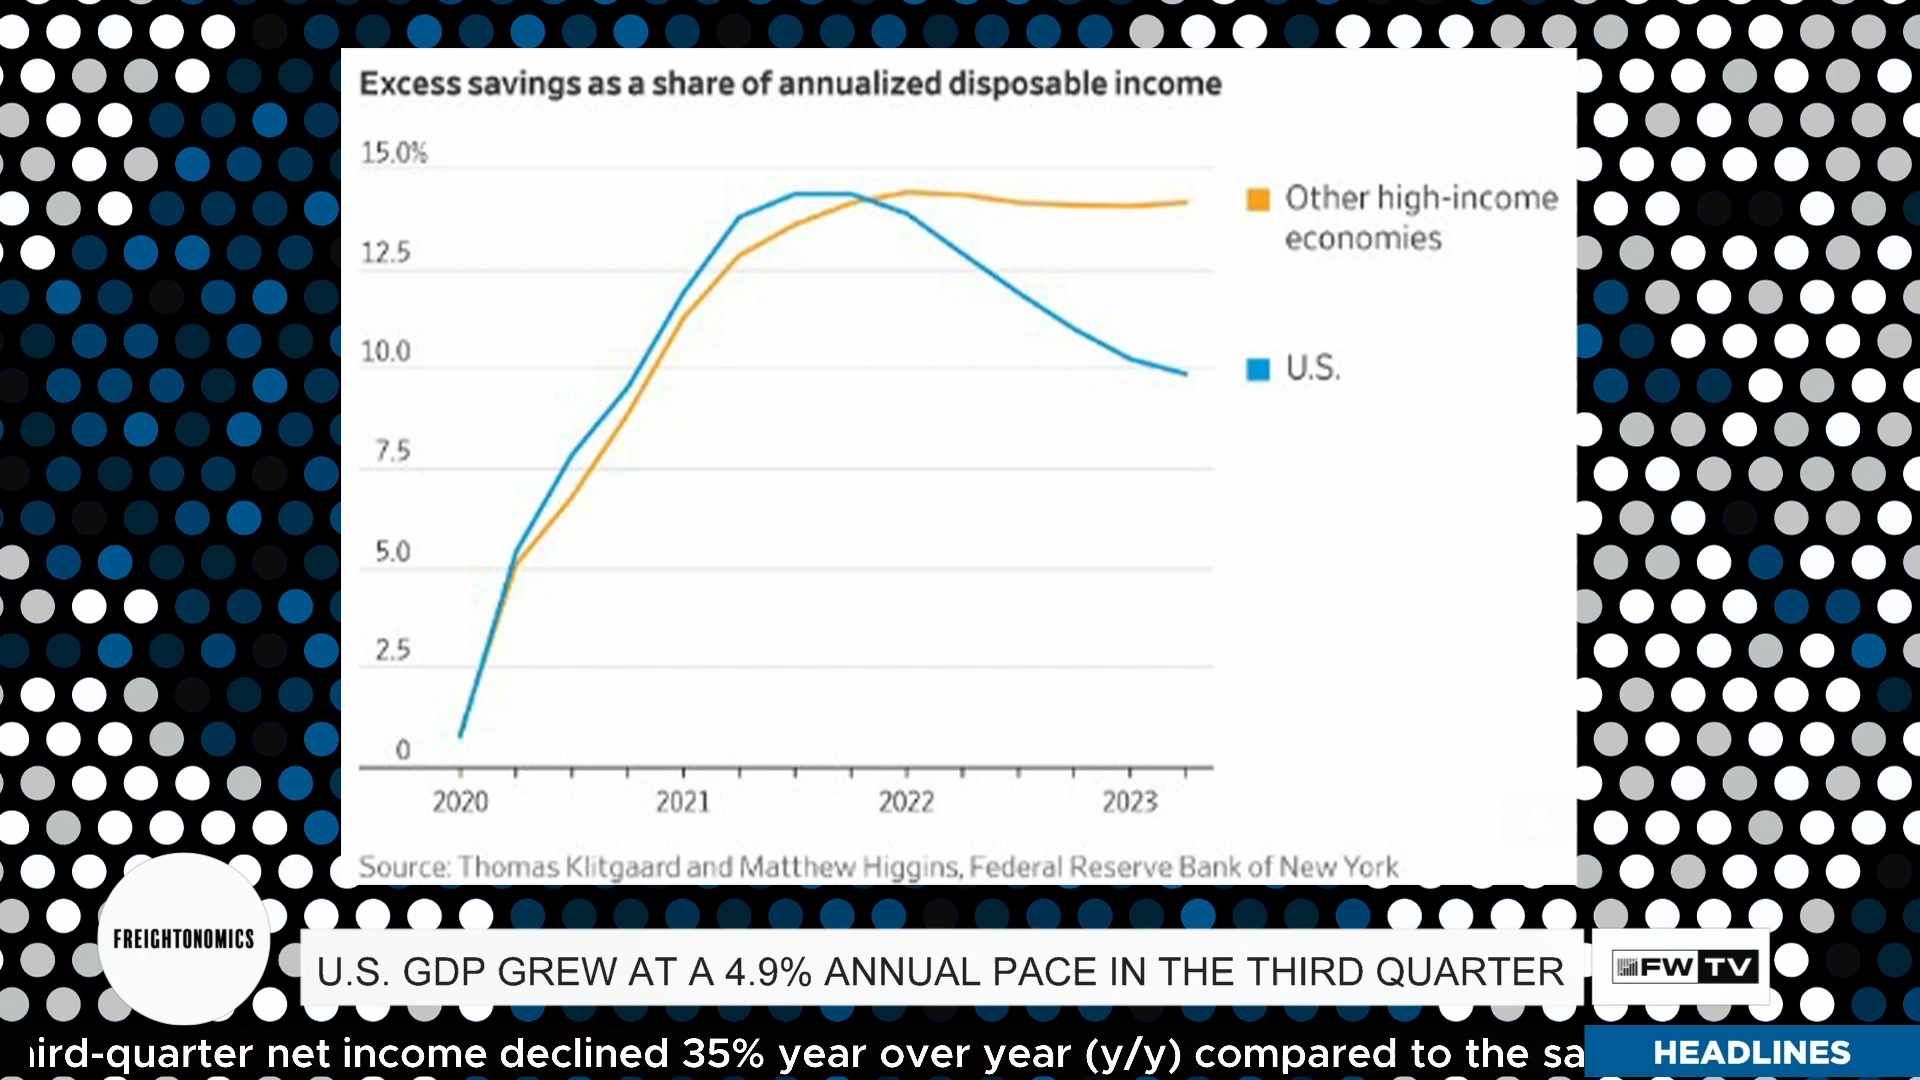 Excess savings as a share of annualized disposable income
15.0%
12.5
10.0
7.5
5.0
2.5
0
2020 2021 2022 2023
Other high-income
economies
U.S.
Source: Thomas Klitgaard and Matthew Higgins, Federal Reserve Bank of New York
FREIGHTONOMICS
U.S. GDP GREW AT A 4.9% ANNUAL PACE IN THE THIRD QUARTER
FW TV
ird-quarter net income declined 35% year over year (y/y) compared to the sa
HEADLINES